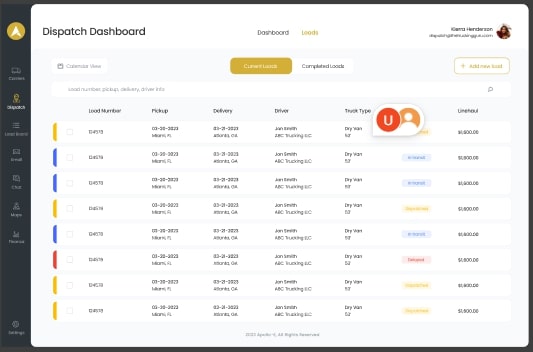 Dispatch Dashboard
Dashboard
Loads
Kierra Henderson
Carriers
Dispatch
Load Board
Email
Chat
Maps
Finance
Settings
Calendar View
Current Loads
Completed Loads
Add new load
Load number, pickup, delivery, driver info
Load Number Pickup Delivery Driver Truck Type Linehaul
124578 03-20-2023 03-21-2023 Jon Smith Dry Van $1,600.00
Miami, FL Atlanta, GA ABC Trucking LLC 53'
U
124578 03-20-2023 03-21-2023 Jon Smith Dry Van In transit $1,600.00
Miami, FL Atlanta, GA ABC Trucking LLC 53'
124578 03-20-2023 03-21-2023 Jon Smith Dry Van In transit $1,600.00
Miami, FL Atlanta, GA ABC Trucking LLC 53'
124578 03-20-2023 03-21-2023 Jon Smith Dry Van Dispatched $1,600.00
Miami, FL Atlanta, GA ABC Trucking LLC 53'
124578 03-20-2023 03-21-2023 Jon Smith Dry Van In transit $1,600.00
Miami, FL Atlanta, GA ABC Trucking LLC 53'
124578 03-20-2023 03-21-2023 Jon Smith Dry Van Delayed $1,600.00
Miami, FL Atlanta, GA ABC Trucking LLC 53'
124578 03-20-2023 03-21-2023 Jon Smith Dry Van Dispatched $1,600.00
Miami, FL Atlanta, GA ABC Trucking LLC 53'
124578 03-20-2023 03-21-2023 Jon Smith Dry Van Dispatched $1,600.00
Miami, FL Atlanta, GA ABC Trucking LLC 53'
All Rights Reserved